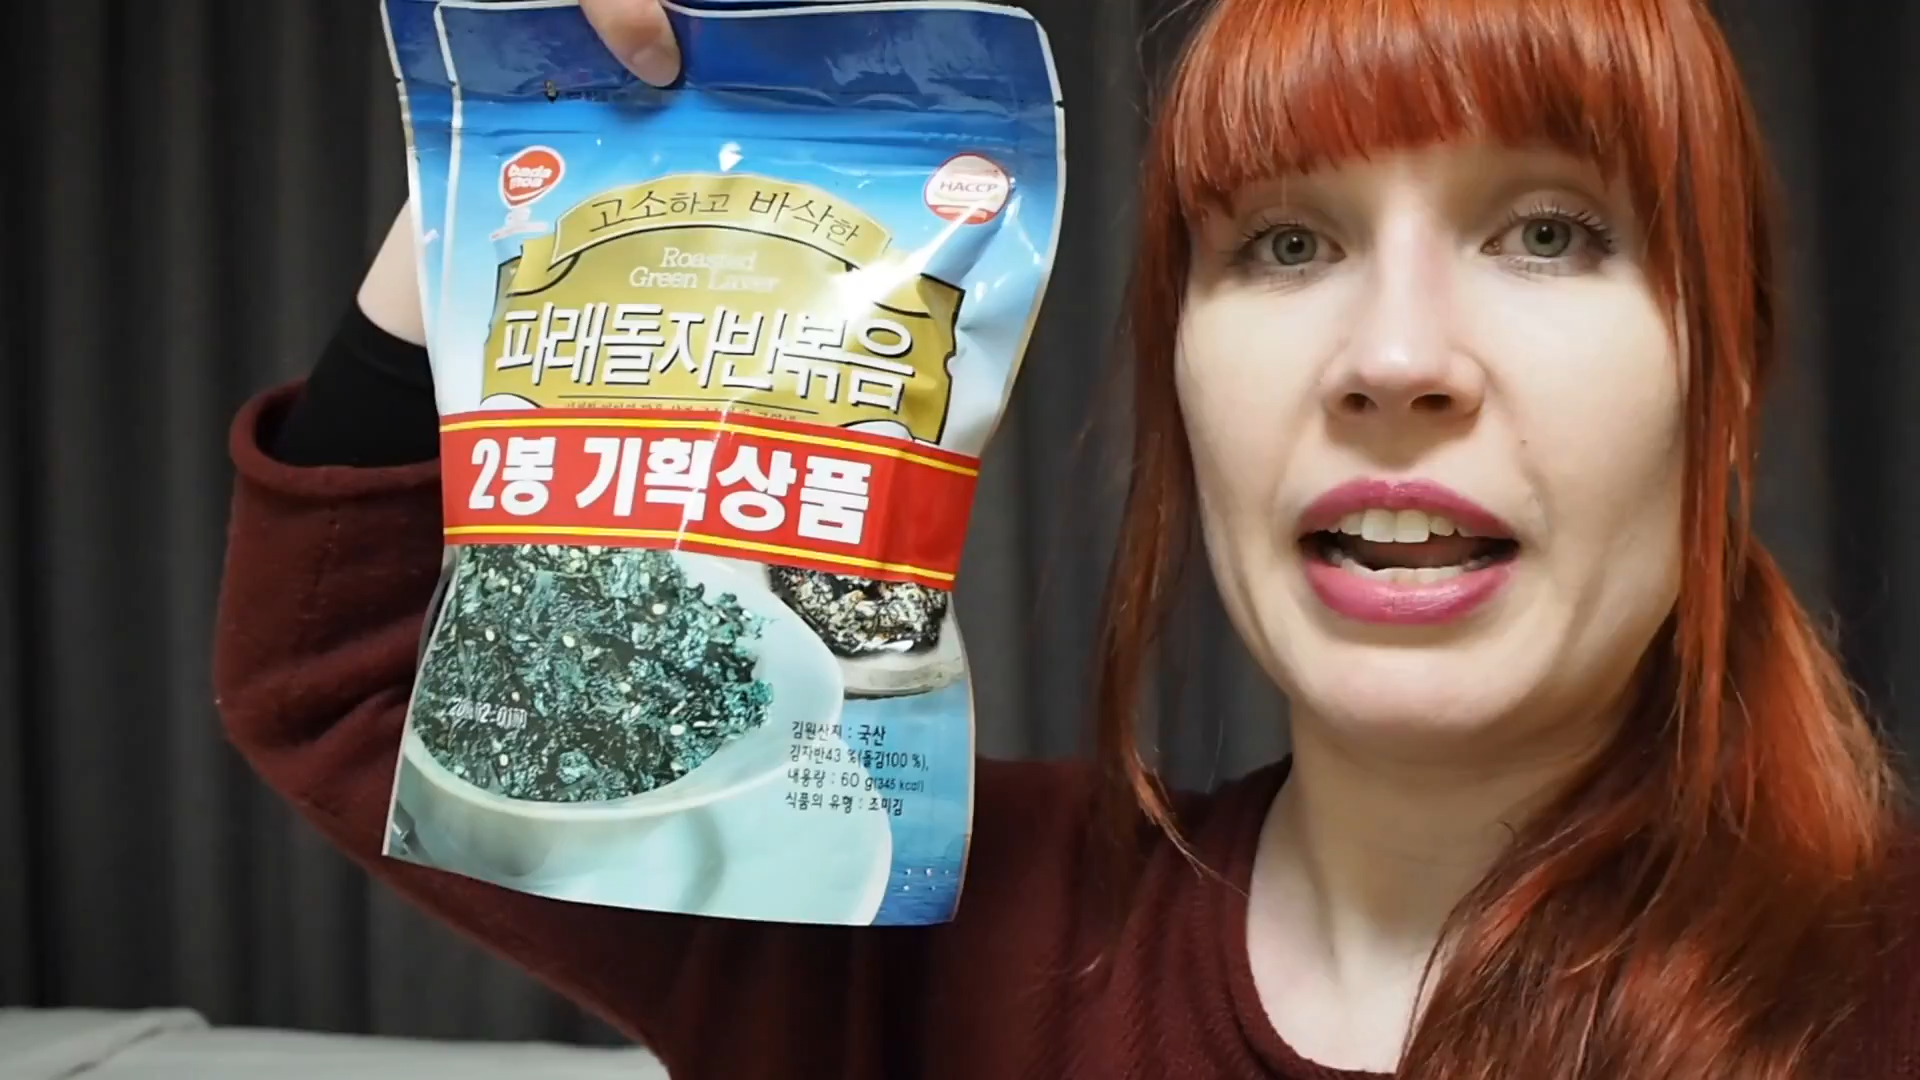 bada
moa
HACCP
고소하고 바삭한
Roasted
Green Laver
파래돌자반볶음
2봉 기획상품
김원산지 : 국산
김자반43 %(돌김100 %),
내용량 : 60 g(345 kcal)
식품의 유형 : 조미김